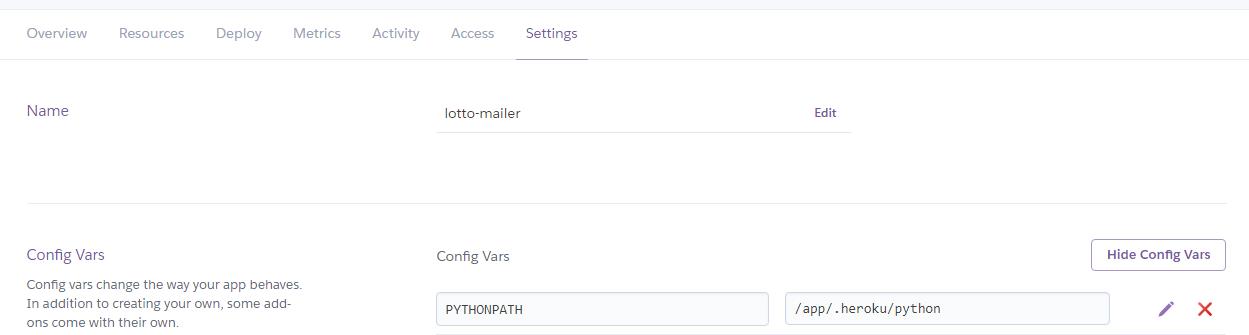 Overview Resources Deploy Metrics Activity Access Settings
Name lotto-mailer Edit
Config Vars Config Vars Hide Config Vars
Config vars change the way your app behaves.
In addition to creating your own, some add-
ons come with their own.
PYTHONPATH /app/.heroku/python